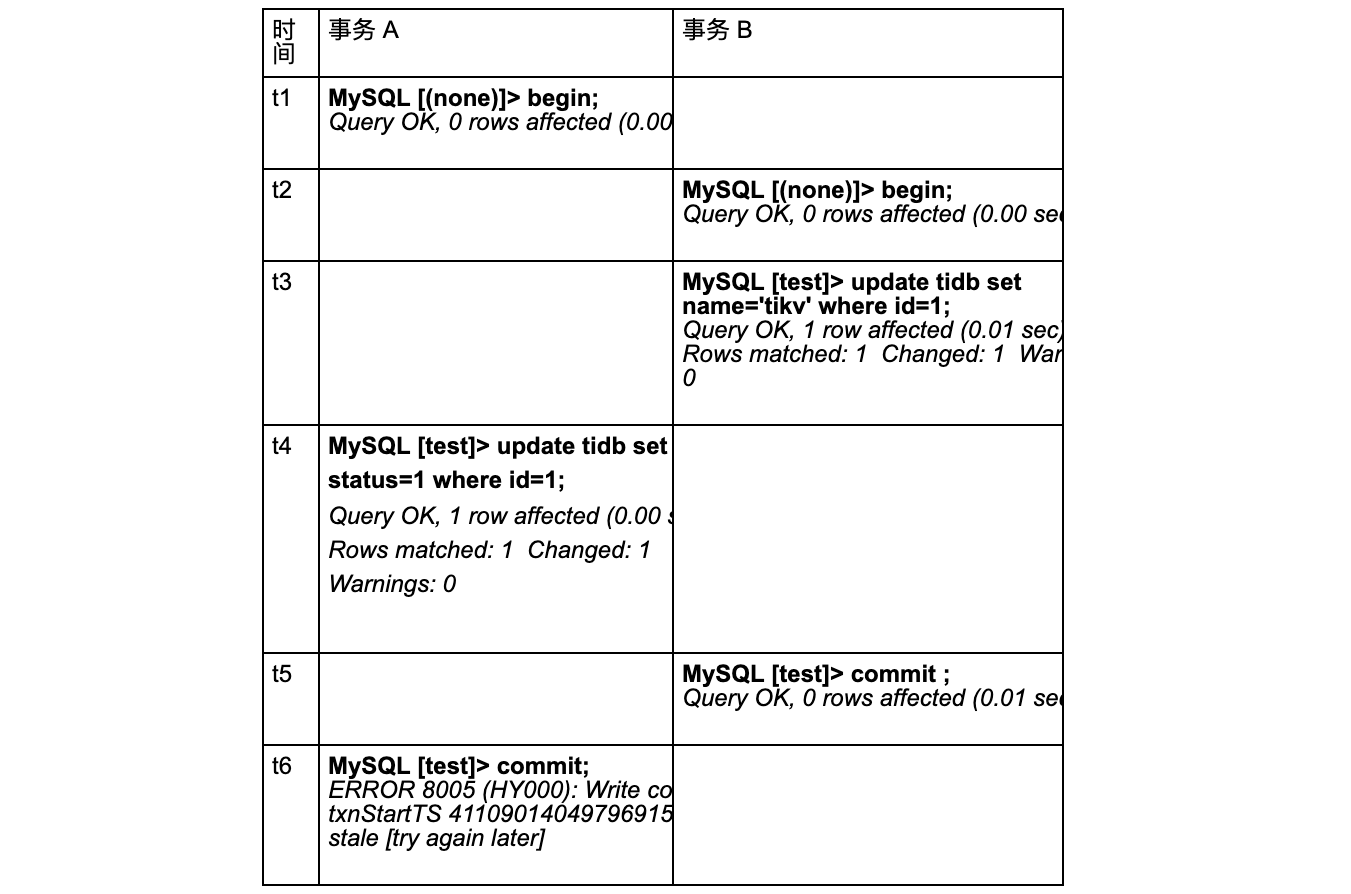 时
间
事务 A
事务 B
t1
MySQL [(none)]> begin;
Query OK, 0 rows affected (0.00
t2
MySQL [(none)]> begin;
Query OK, 0 rows affected (0.00
t3
MySQL [test]> update tidb set
name='tikv' where id=1;
Query OK, 1 row affected (0.01 sec)
Rows matched: 1 Changed: 1
0
t4
MySQL [test]> update tidb set
status=1 where id=1;
Query OK, 1 row affected (0.00
Rows matched: 1 Changed: 1
Warnings: 0
t5
MySQL [test]> commit ;
Query OK, 0 rows affected (0.01
t6
MySQL [test]> commit;
ERROR 8005 (HY000): Write
txnStartTS 41109014049796915
stale [try again later]